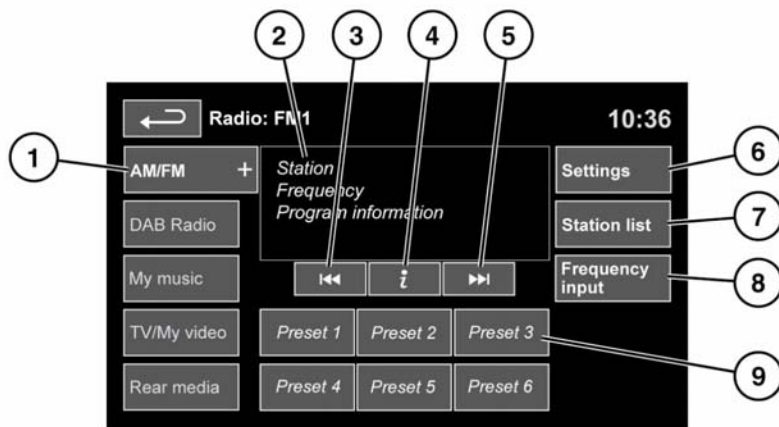 2
3
4
5
Radio: FM1
10:36
1
AM/FM +
Station
Frequency
Program information
Settings
6
DAB Radio
Station list
7
My music
i
Frequency
input
8
TV/My video
Preset 1
Preset 2
Preset 3
9
Rear media
Preset 4
Preset 5
Preset 6